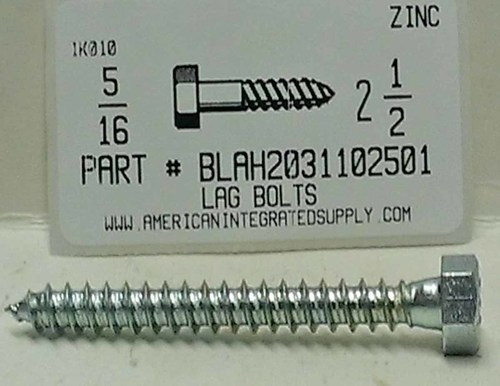 ZINC
1K010
5/16 2 1/2
PART # BLAH2031102501
LAG BOLTS
WWW.AMERICANINTEGRATEDSUPPLY.COM